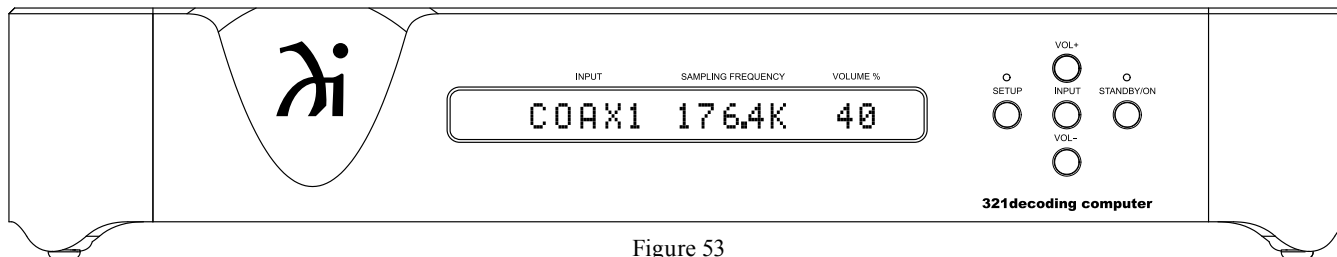 VOL+
INPUT SAMPLING FREQUENCY VOLUME %
SETUP INPUT STANDBY/ON
COAX1 176.4K 40
VOL-
321decoding computer
Figure 53